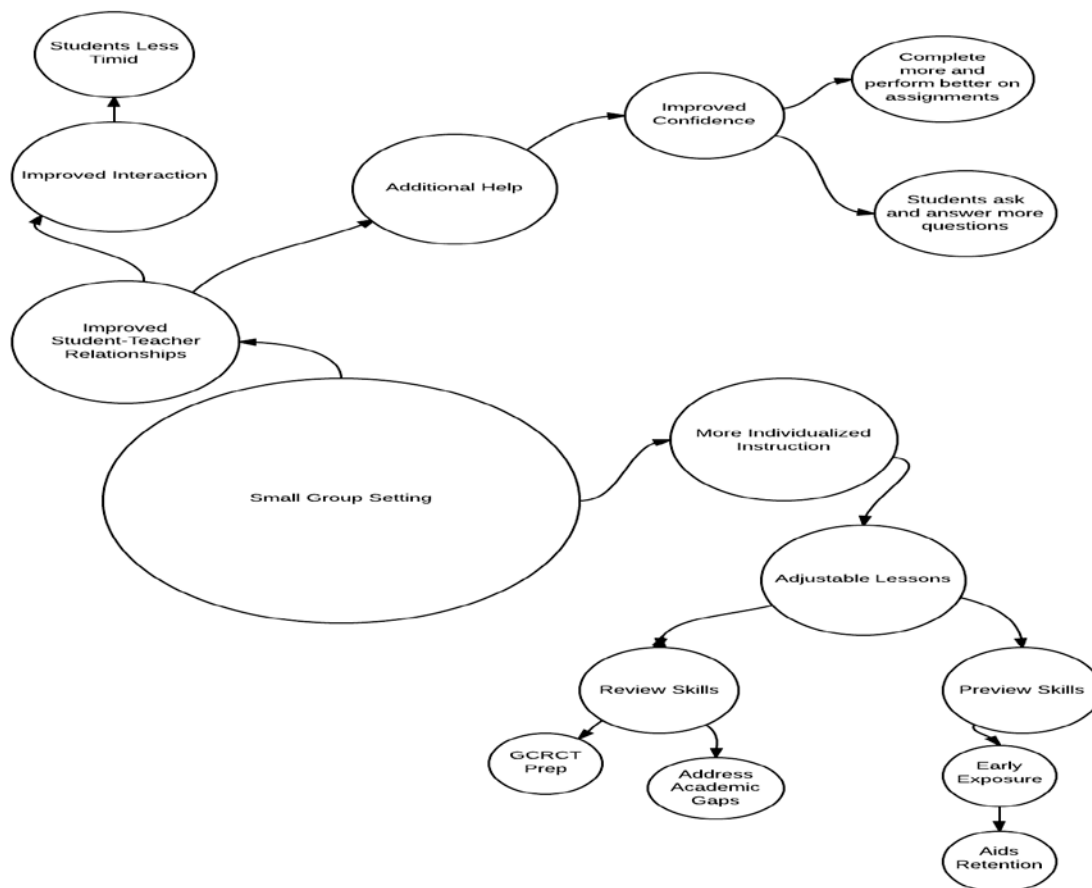 Students Less
Timid
Complete
more and
perform better on
assignments
Improved
Confidence
Improved Interaction
Additional Help
Students ask
and answer more
questions
Improved
Student-Teacher
Relationships
More Individualized
Instruction
Small Group Setting
Adjustable Lessons
Review Skills
Preview Skills
GCRCT
Prep
Address
Academic
Gaps
Early
Exposure
Aids
Retention